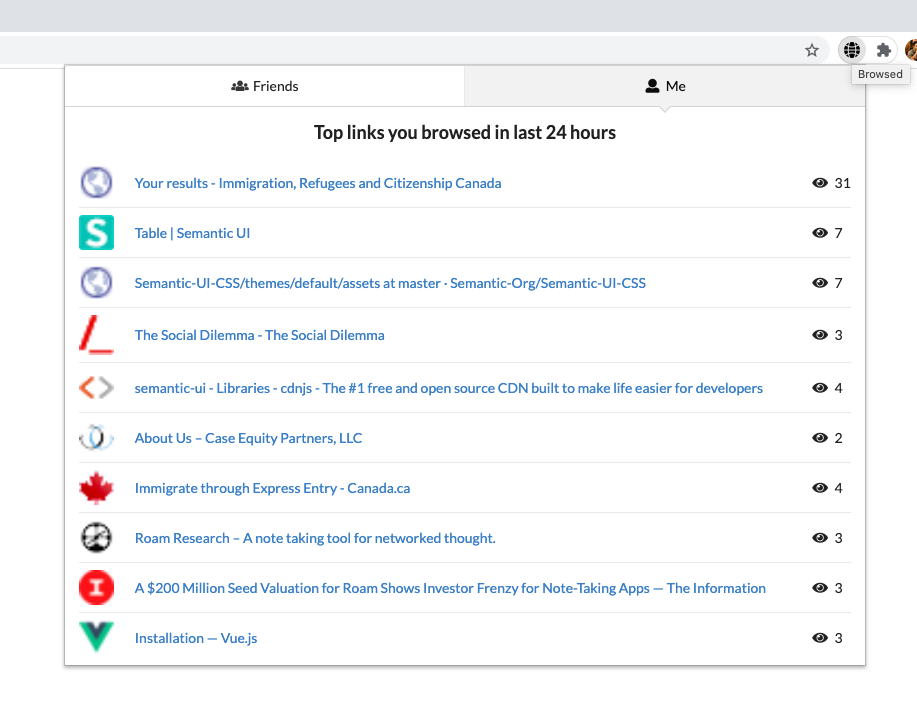 Browsed
Friends
Me
Top links you browsed in last 24 hours
Your results - Immigration, Refugees and Citizenship Canada 31
S Table | Semantic UI 7
Semantic-UI-CSS/themes/default/assets at master · Semantic-Org/Semantic-UI-CSS 7
The Social Dilemma - The Social Dilemma 3
semantic-ui - Libraries - cdnjs - The #1 free and open source CDN built to make life easier for developers 4
About Us – Case Equity Partners, LLC 2
Immigrate through Express Entry - Canada.ca 4
Roam Research – A note taking tool for networked thought. 3
I A $200 Million Seed Valuation for Roam Shows Investor Frenzy for Note-Taking Apps — The Information 3
Installation — Vue.js 3